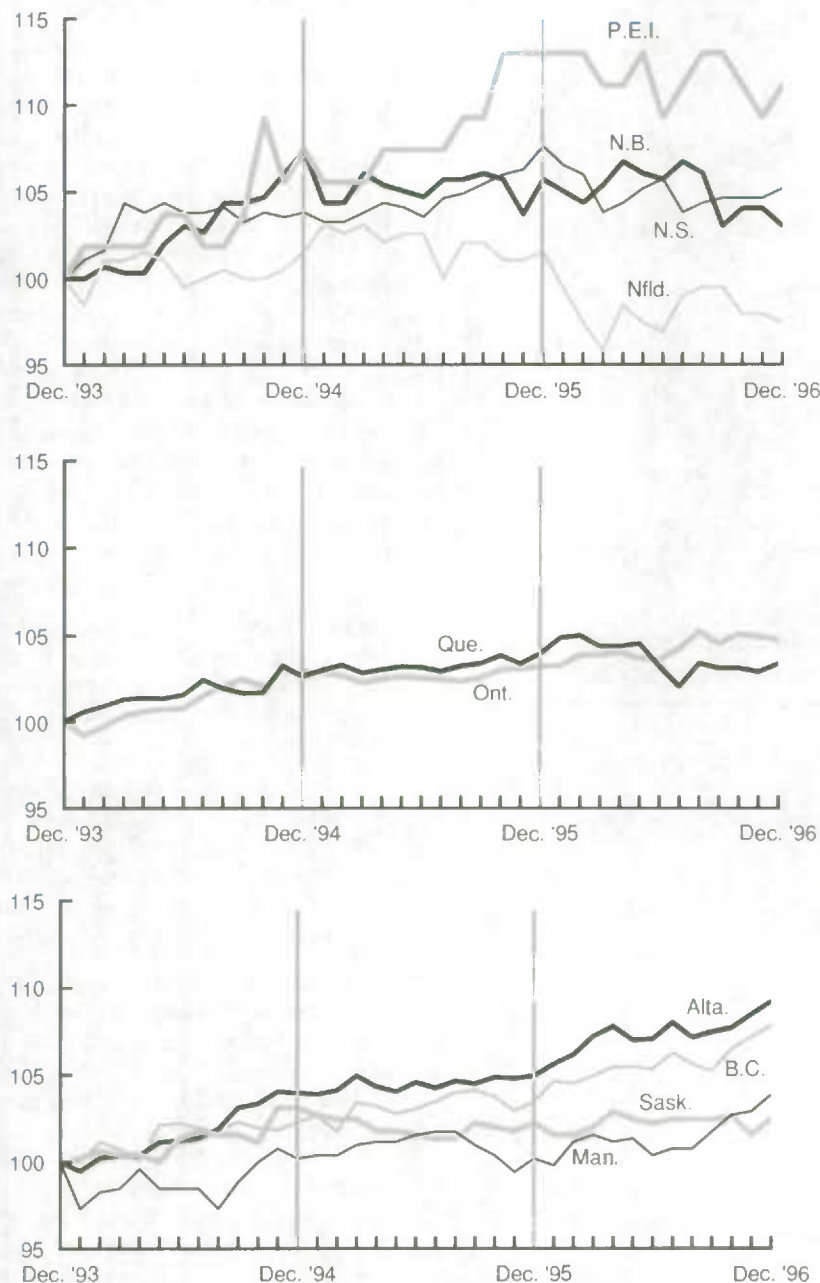 115
P.E.I.
110
N.B.
105
N.S.
100
Nfld.
95
Dec. '93 Dec. '94 Dec. '95 Dec. '96
115
110
105
Que.
Ont.
100
95
Dec. '93 Dec. '94 Dec. '95 Dec. '96
115
110
Alta.
105
B.C.
Sask.
100
Man.
95
Dec. '93 Dec. '94 Dec. '95 Dec. '96